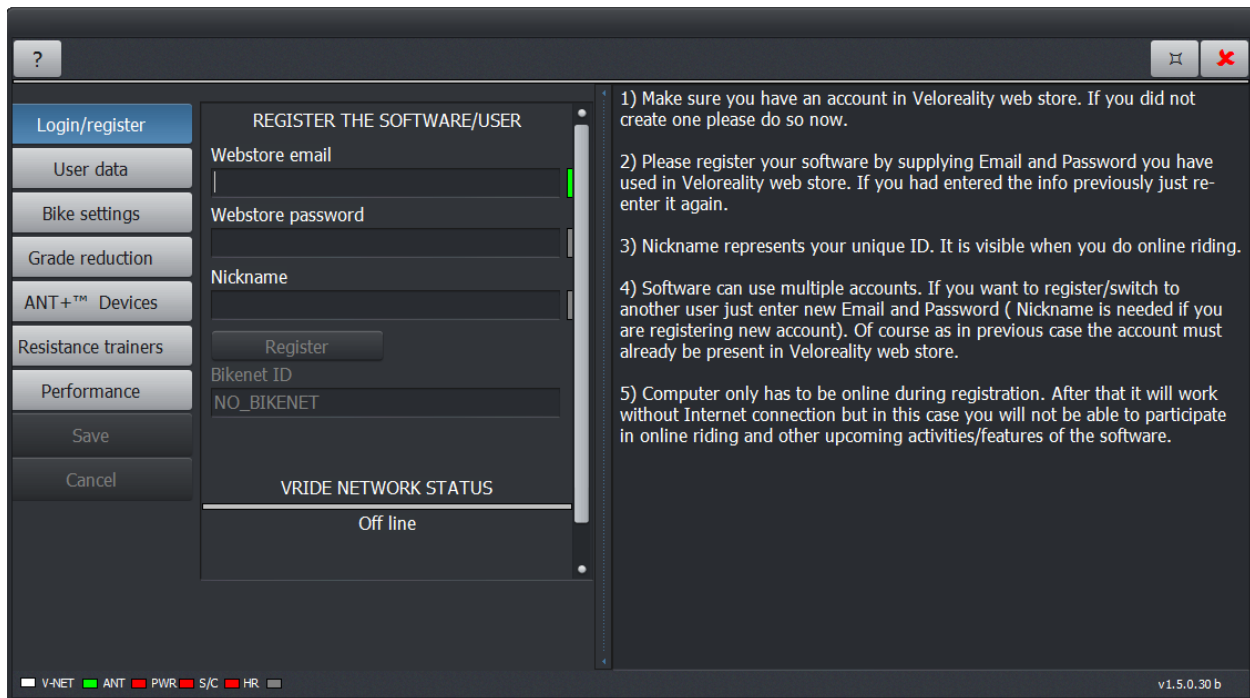 ?
Login/register
User data
Bike settings
Grade reduction
ANT+™ Devices
Resistance trainers
Performance
Save
Cancel
REGISTER THE SOFTWARE/USER
Webstore email
Webstore password
Nickname
Register
Bikenet ID
NO_BIKENET
VRIDE NETWORK STATUS
Off line
1) Make sure you have an account in Veloreality web store. If you did not
create one please do so now.
2) Please register your software by supplying Email and Password you have
used in Veloreality web store. If you had entered the info previously just re-
enter it again.
3) Nickname represents your unique ID. It is visible when you do online riding.
4) Software can use multiple accounts. If you want to register/switch to
another user just enter new Email and Password ( Nickname is needed if you
are registering new account). Of course as in previous case the account must
already be present in Veloreality web store.
5) Computer only has to be online during registration. After that it will work
without Internet connection but in this case you will not be able to participate
in online riding and other upcoming activities/features of the software.
V-NET ANT PWR S/C HR
v1.5.0.30 b